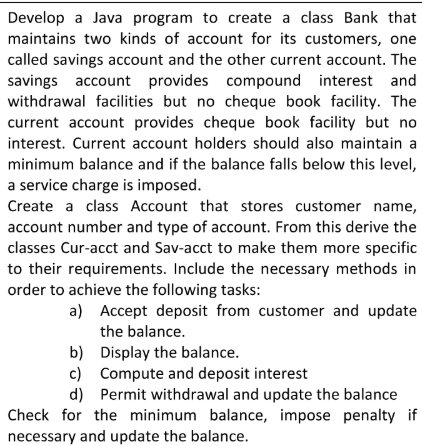 Develop a Java program to create a class Bank that
maintains two kinds of account for its customers, one
called savings account and the other current account. The
savings account provides compound interest and
withdrawal facilities but no cheque book facility. The
current account provides cheque book facility but no
interest. Current account holders should also maintain a
minimum balance and if the balance falls below this level,
a service charge is imposed.
Create a class Account that stores customer name,
account number and type of account. From this derive the
classes Cur-acct and Sav-acct to make them more specific
to their requirements. Include the necessary methods in
order to achieve the following tasks:
a) Accept deposit from customer and update
the balance.
b) Display the balance.
c) Compute and deposit interest
d) Permit withdrawal and update the balance
Check for the minimum balance, impose penalty if
necessary and update the balance.